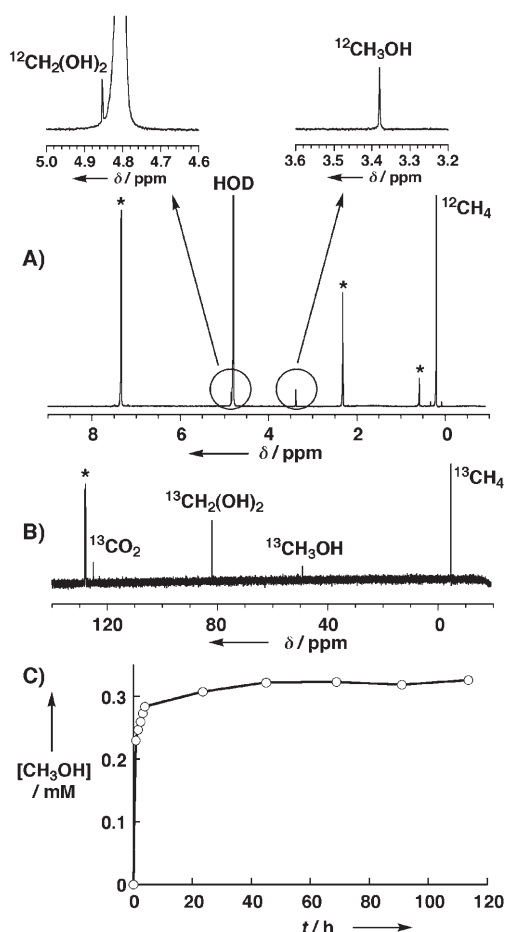 ¹²CH₂(OH)₂
¹²CH₃OH
5.0 4.9 4.8 4.7 4.6
δ / ppm
3.6 3.5 3.4 3.3 3.2
δ / ppm
A)
*
HOD
*
*
¹²CH₄
8 6 4 2 0
δ / ppm
B)
*
¹³CO₂
¹³CH₂(OH)₂
¹³CH₃OH
¹³CH₄
120 80 40 0
δ / ppm
C)
[CH₃OH]
/ mM
0.3
0.2
0.1
0
0 20 40 60 80 100 120
t / h